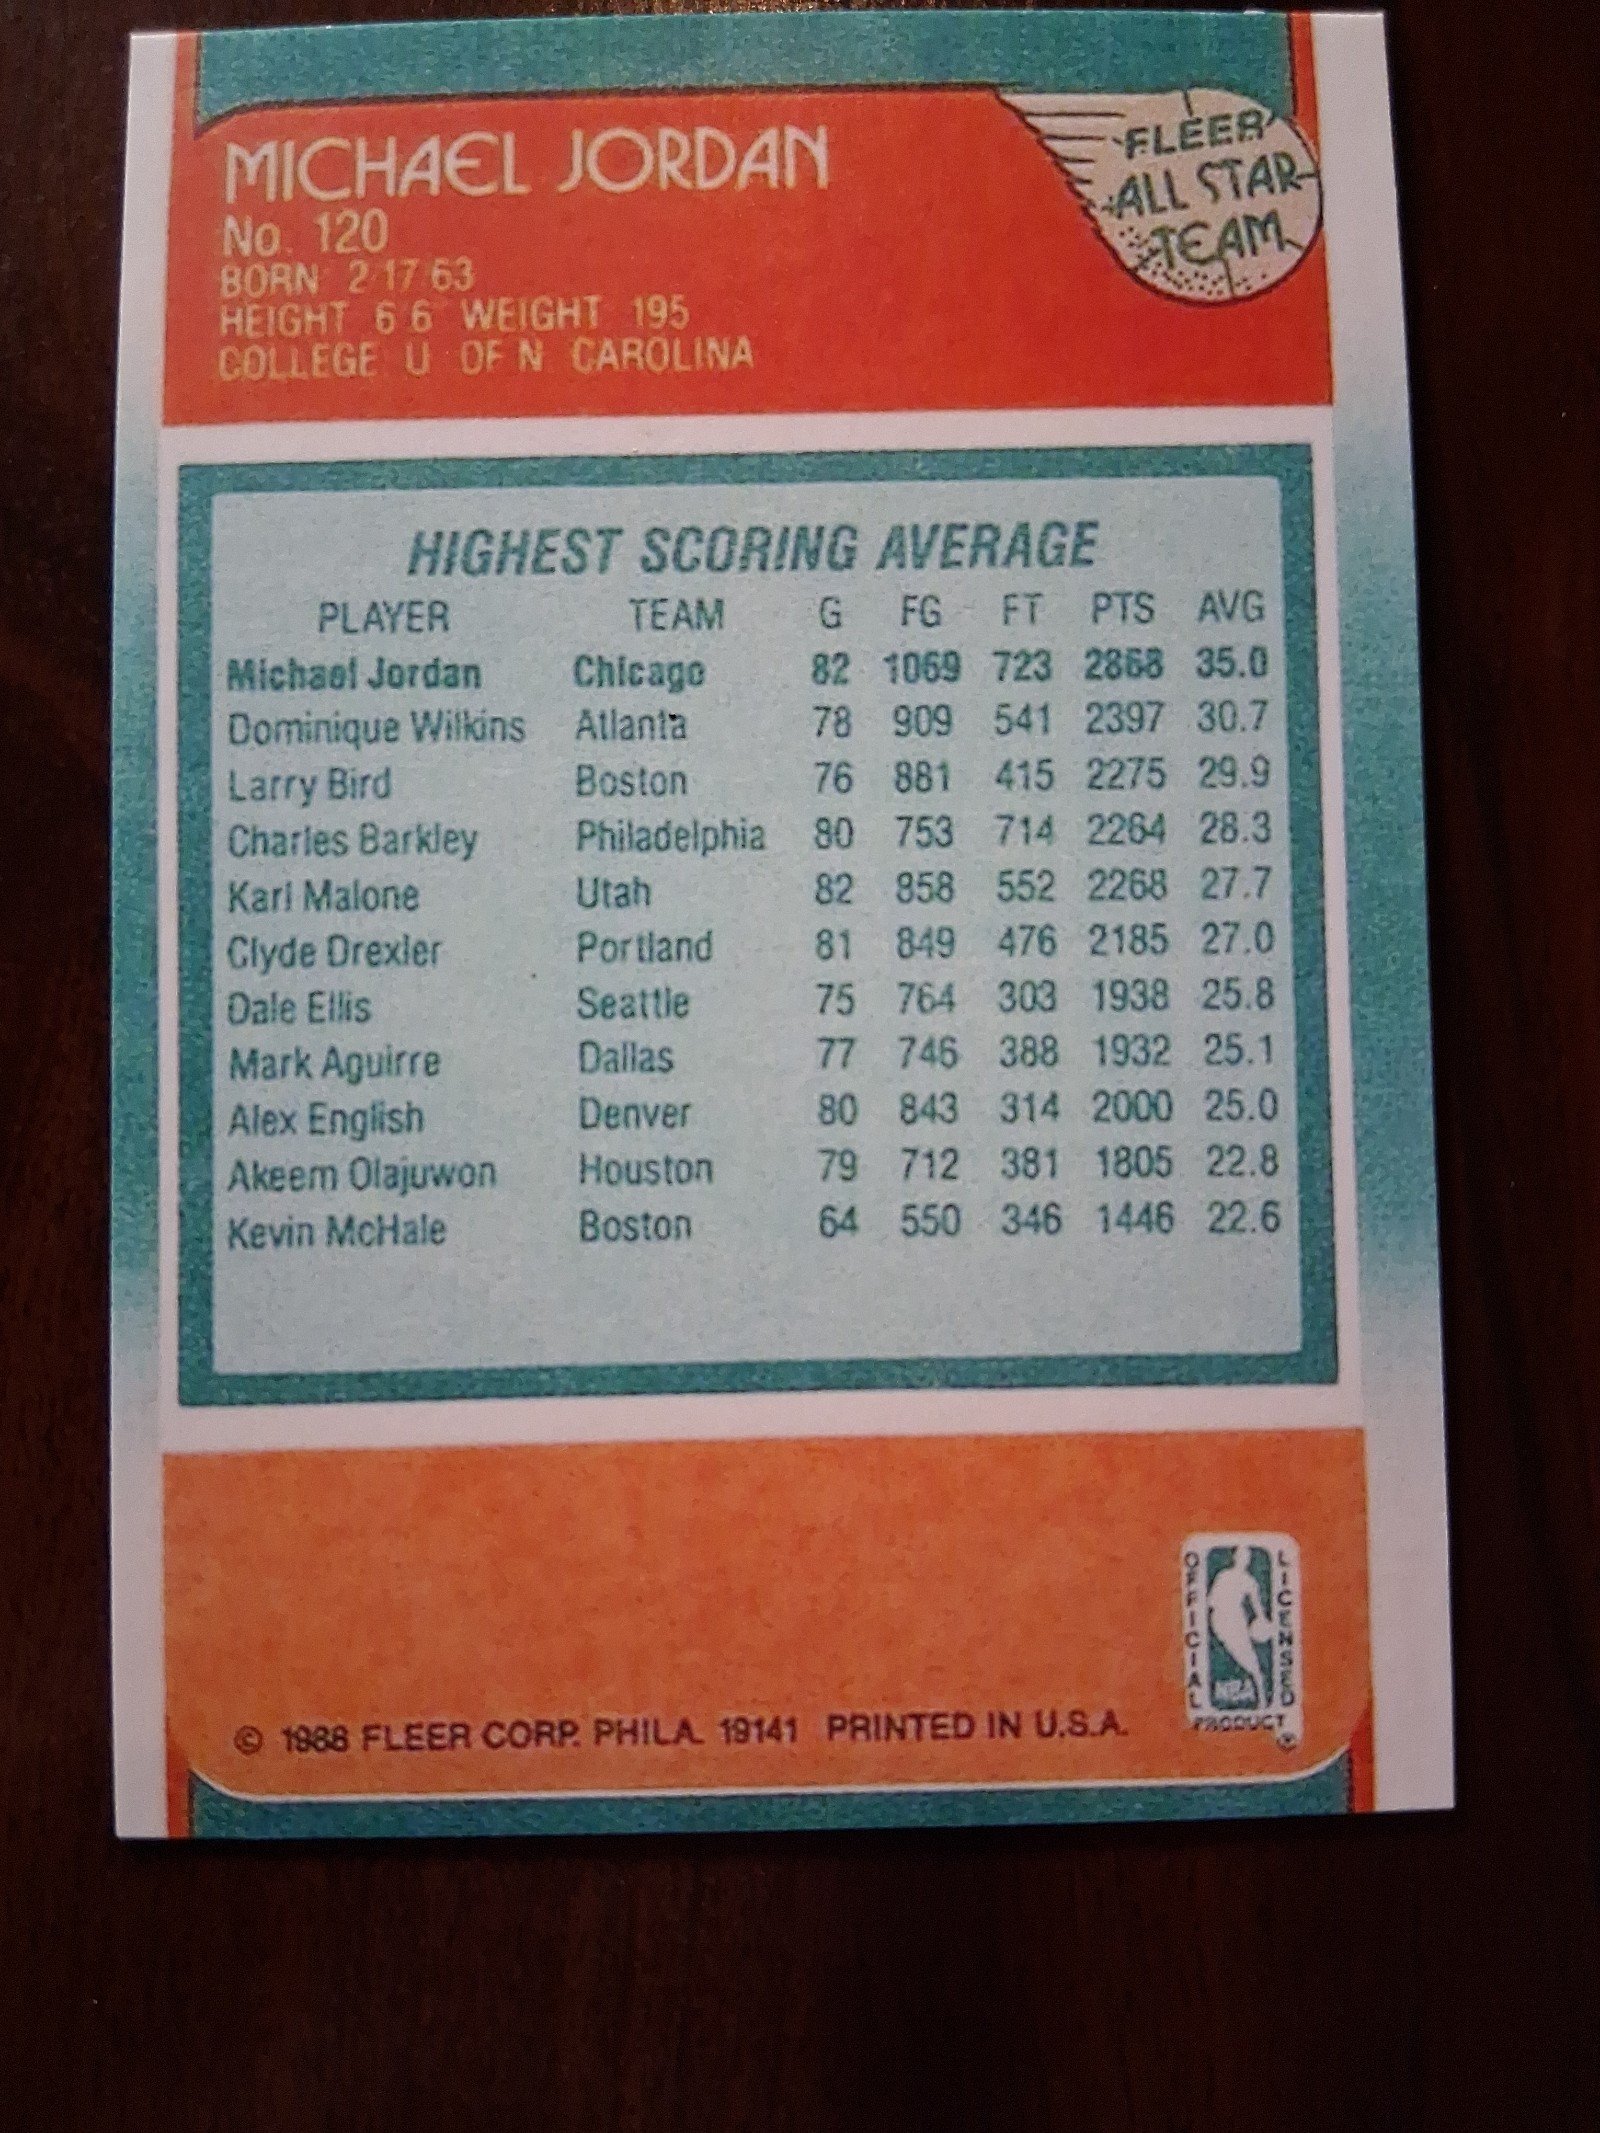 MICHAEL JORDAN
No. 120
BORN 2 17 63
HEIGHT 6 6 WEIGHT 195
COLLEGE U OF N CAROLINA
FLEER
ALL STAR
TEAM
HIGHEST SCORING AVERAGE
PLAYER TEAM G FG FT PTS AVG
Michael Jordan Chicago 82 1069 723 2868 35.0
Dominique Wilkins Atlanta 78 909 541 2397 30.7
Larry Bird Boston 76 881 415 2275 29.9
Charles Barkley Philadelphia 80 753 714 2264 28.3
Karl Malone Utah 82 858 552 2268 27.7
Clyde Drexler Portland 81 849 476 2185 27.0
Dale Ellis Seattle 75 764 303 1938 25.8
Mark Aguirre Dallas 77 746 388 1932 25.1
Alex English Denver 80 843 314 2000 25.0
Akeem Olajuwon Houston 79 712 381 1805 22.8
Kevin McHale Boston 64 550 346 1446 22.6
OFFICIAL
LICENSED
NBA
PRODUCT
© 1988 FLEER CORP. PHILA. 19141 PRINTED IN U.S.A.